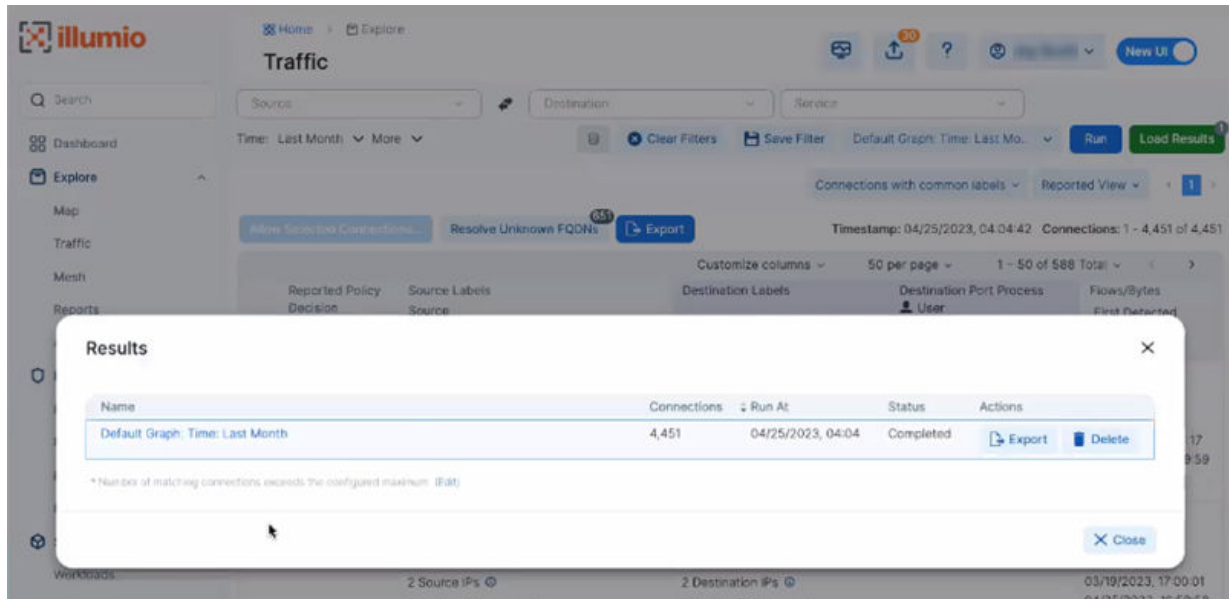 illumio
Home > Explore
Traffic
30
?
New UI
Search
Source
Destination
Service
Dashboard
Time: Last Month More
Clear Filters
Save Filter
Default Graph: Time: Last Mo...
Run
Load Results
1
Explore
Connections with common labels
Reported View
1
Map
Allow Selected Connections...
Resolve Unknown FQDNs
651
Export
Timestamp: 04/25/2023, 04:04:42 Connections: 1 - 4,451 of 4,451
Traffic
Customize columns
50 per page
1 - 50 of 588 Total
Mesh
Reported Policy Decision
Source Labels
Source
Destination Labels
Destination Port Process
User
Flows/Bytes
First Detected
Reports
Results
Name Connections Run At Status Actions
Default Graph: Time: Last Month 4,451 04/25/2023, 04:04 Completed Export Delete
* Number of matching connections exceeds the configured maximum (Edit)
17
9:59
Close
Workloads
2 Source IPs
2 Destination IPs
03/19/2023, 17:00:01